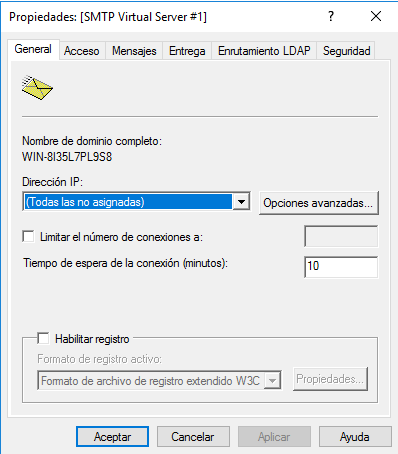 Propiedades: [SMTP Virtual Server #1]
General Acceso Mensajes Entrega Enrutamiento LDAP Seguridad
Nombre de dominio completo:
WIN-8I35L7PL9S8
Dirección IP:
(Todas las no asignadas) Opciones avanzadas...
Limitar el número de conexiones a:
Tiempo de espera de la conexión (minutos): 10
Habilitar registro
Formato de registro activo:
Formato de archivo de registro extendido W3C Propiedades...
Aceptar Cancelar Aplicar Ayuda